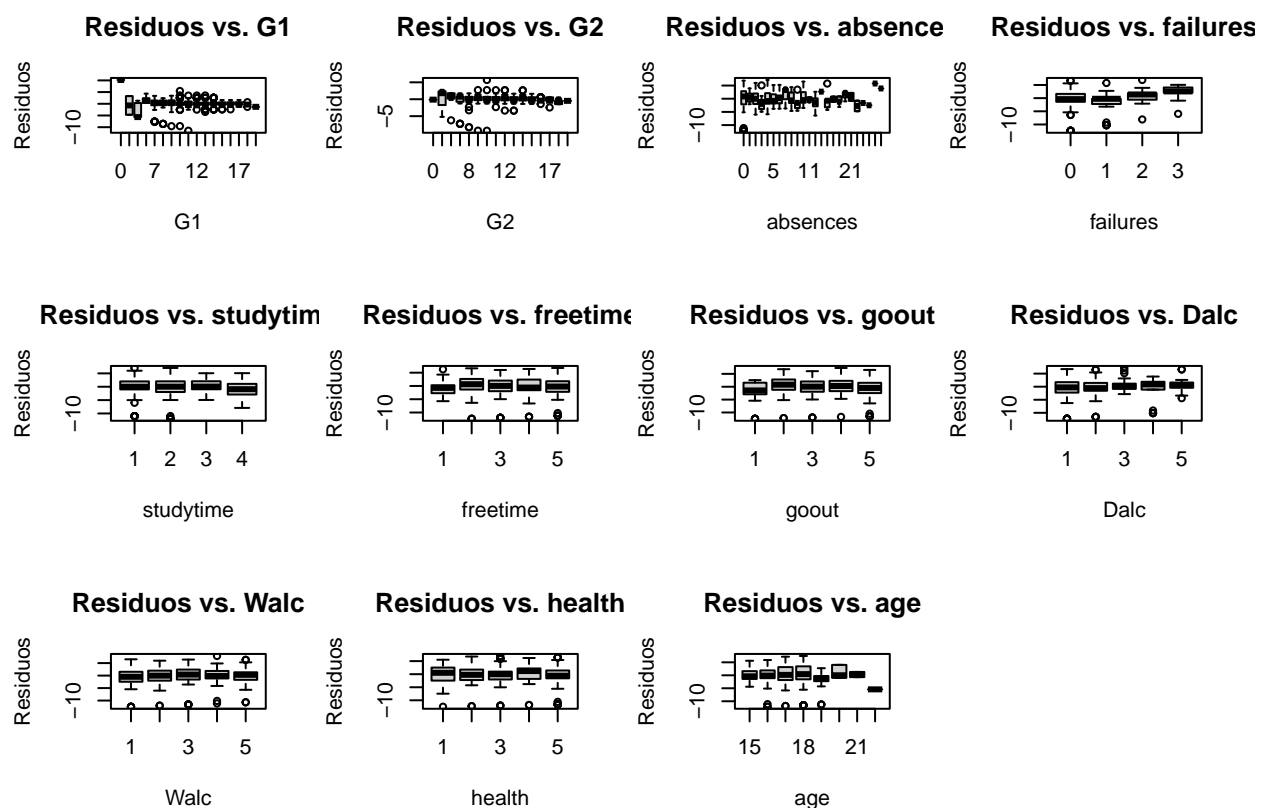 Residuos vs. G1
Residuos
−10
0 7 12 17
G1
Residuos vs. G2
Residuos
−5
0 8 12 17
G2
Residuos vs. absence
Residuos
−10
0 5 11 21
absences
Residuos vs. failures
Residuos
−10
0 1 2 3
failures
Residuos vs. studytim
Residuos
−10
1 2 3 4
studytime
Residuos vs. freetime
Residuos
−10
1 3 5
freetime
Residuos vs. goout
Residuos
−10
1 3 5
goout
Residuos vs. Dalc
Residuos
−10
1 3 5
Dalc
Residuos vs. Walc
Residuos
−10
1 3 5
Walc
Residuos vs. health
Residuos
−10
1 3 5
health
Residuos vs. age
Residuos
−10
15 18 21
age